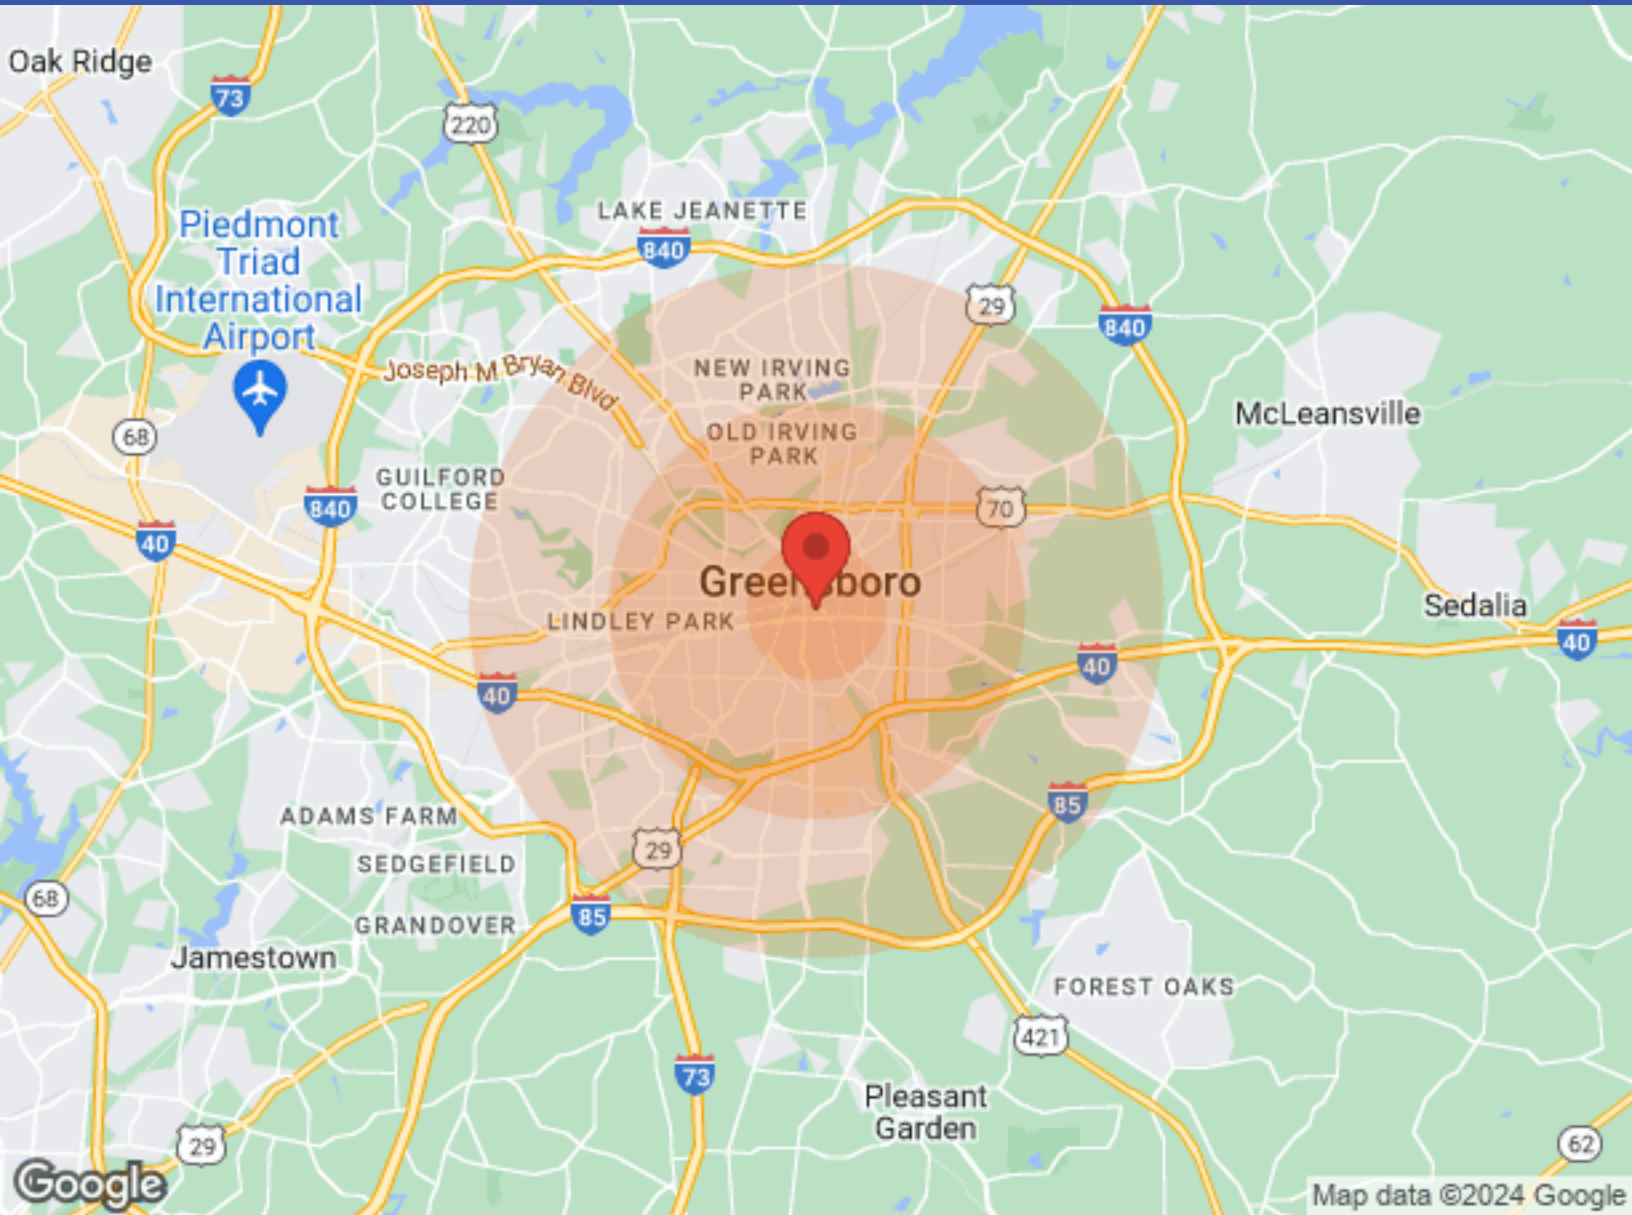 Oak Ridge
73
220
Piedmont
Triad
International
Airport
LAKE JEANETTE
840
29
840
Joseph M Bryan Blvd
NEW IRVING
PARK
McLeansville
68
OLD IRVING
PARK
GUILFORD
COLLEGE
840
70
40
Greensboro
Sedalia
LINDLEY PARK
40
40
40
85
ADAMS FARM
29
SEDGEFIELD
68
85
GRANDOVER
Jamestown
FOREST OAKS
421
73
Pleasant
Garden
29
62
Google
Map data ©2024 Google